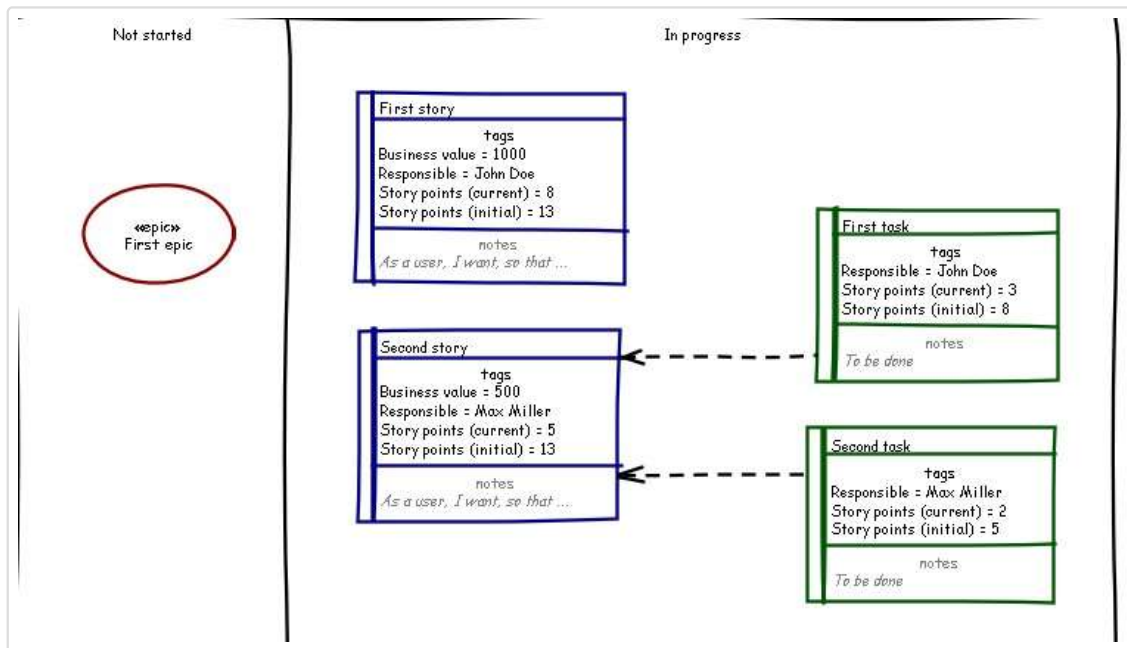 Not started
In progress
First story
tags
Business value = 1000
Responsible = John Doe
Story points (current) = 8
Story points (initial) = 13
notes
As a user, I want, so that ...
«epic»
First epic
First task
tags
Responsible = John Doe
Story points (current) = 3
Story points (initial) = 8
notes
To be done
Second story
tags
Business value = 500
Responsible = Max Miller
Story points (current) = 5
Story points (initial) = 13
notes
As a user, I want, so that ...
Second task
tags
Responsible = Max Miller
Story points (current) = 2
Story points (initial) = 5
notes
To be done